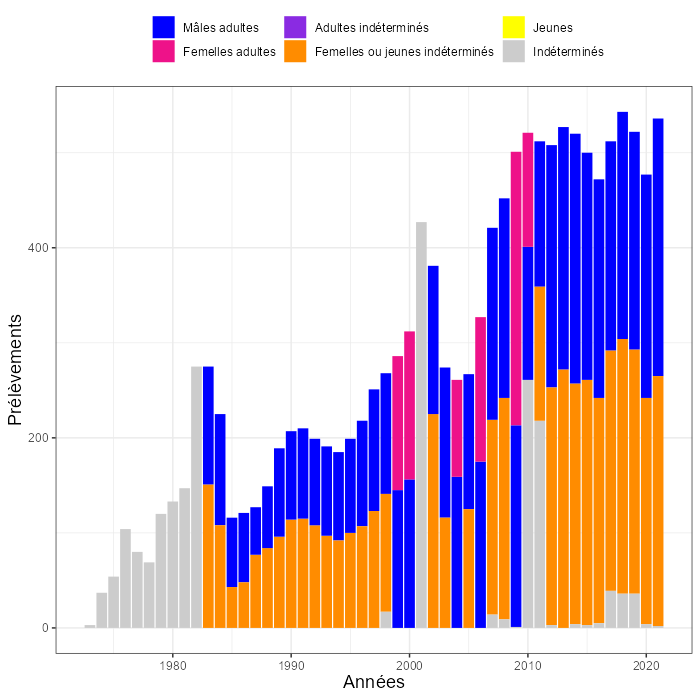 Mâles adultes Adultes indéterminés Jeunes
Femelles adultes Femelles ou jeunes indéterminés Indéterminés
400
200
0
Prélèvements
1980 1990 2000 2010 2020
Années